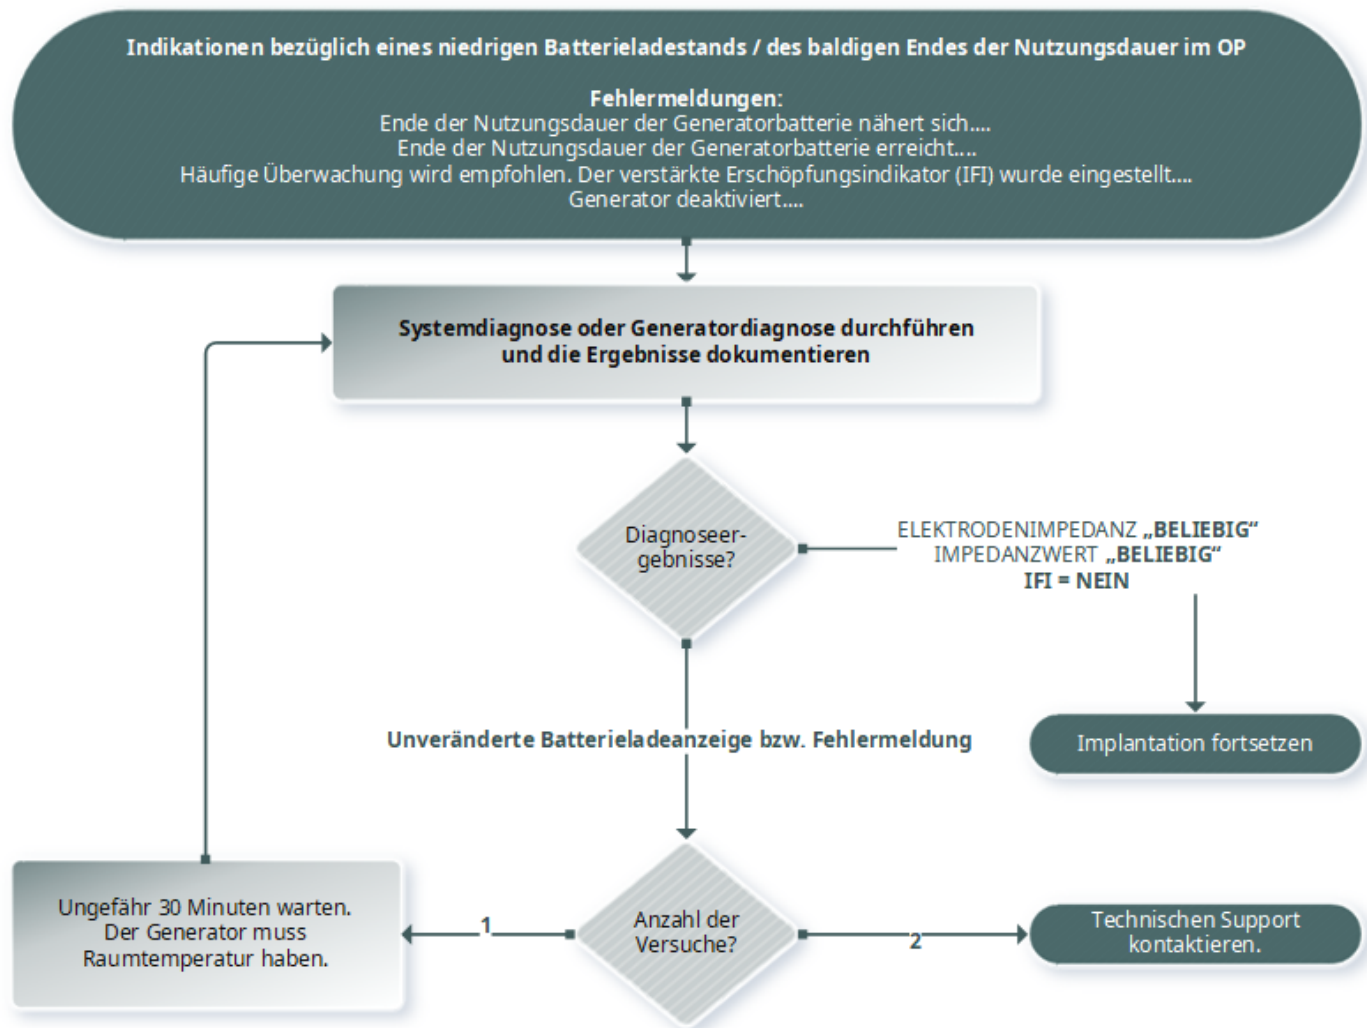 Indikationen bezüglich eines niedrigen Batterieladestands / des baldigen Endes der Nutzungsdauer im OP
Fehlermeldungen:
Ende der Nutzungsdauer der Generatorbatterie nähert sich....
Ende der Nutzungsdauer der Generatorbatterie erreicht....
Häufige Überwachung wird empfohlen. Der verstärkte Erschöpfungsindikator (IFI) wurde eingestellt....
Generator deaktiviert....
Systemdiagnose oder Generatordiagnose durchführen
und die Ergebnisse dokumentieren
Diagnoseer-
gebnisse?
ELEKTRODENIMPEDANZ „BELIEBIG“
IMPEDANZWERT „BELIEBIG“
IFI = NEIN
Implantation fortsetzen
Unveränderte Batterieladeanzeige bzw. Fehlermeldung
Anzahl der
Versuche?
1
Ungefähr 30 Minuten warten.
Der Generator muss
Raumtemperatur haben.
2
Technischen Support
kontaktieren.